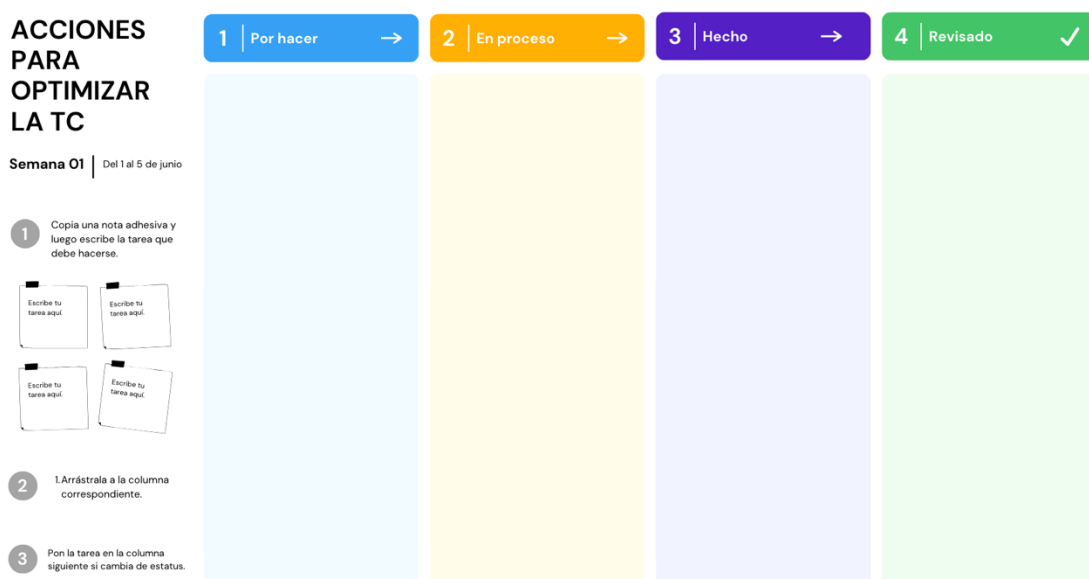 ACCIONES
PARA
OPTIMIZAR
LA TC
Semana 01
Del 1 al 5 de junio
1
Copia una nota adhesiva y
luego escribe la tarea que
debe hacerse.
Escribe tu
tarea aquí.
Escribe tu
tarea aquí.
Escribe tu
tarea aquí.
Escribe tu
tarea aquí.
2
1. Arrástrala a la columna
correspondiente.
3
Pon la tarea en la columna
siguiente si cambia de estatus.
1 Por hacer
2 En proceso
3 Hecho
4 Revisado